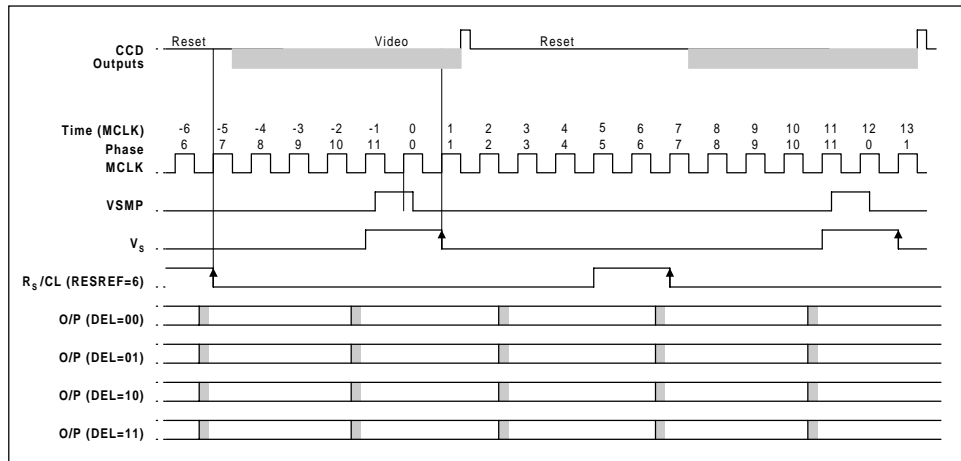 Reset Video Reset
CCD
Outputs
Time (MCLK) -6 -5 -4 -3 -2 -1 0 1 2 3 4 5 6 7 8 9 10 11 12 13
Phase 6 7 8 9 10 11 0 1 2 3 4 5 6 7 8 9 10 11 0 1
MCLK
VSMP
VS
RS/CL (RESREF=6)
O/P (DEL=00)
O/P (DEL=01)
O/P (DEL=10)
O/P (DEL=11)